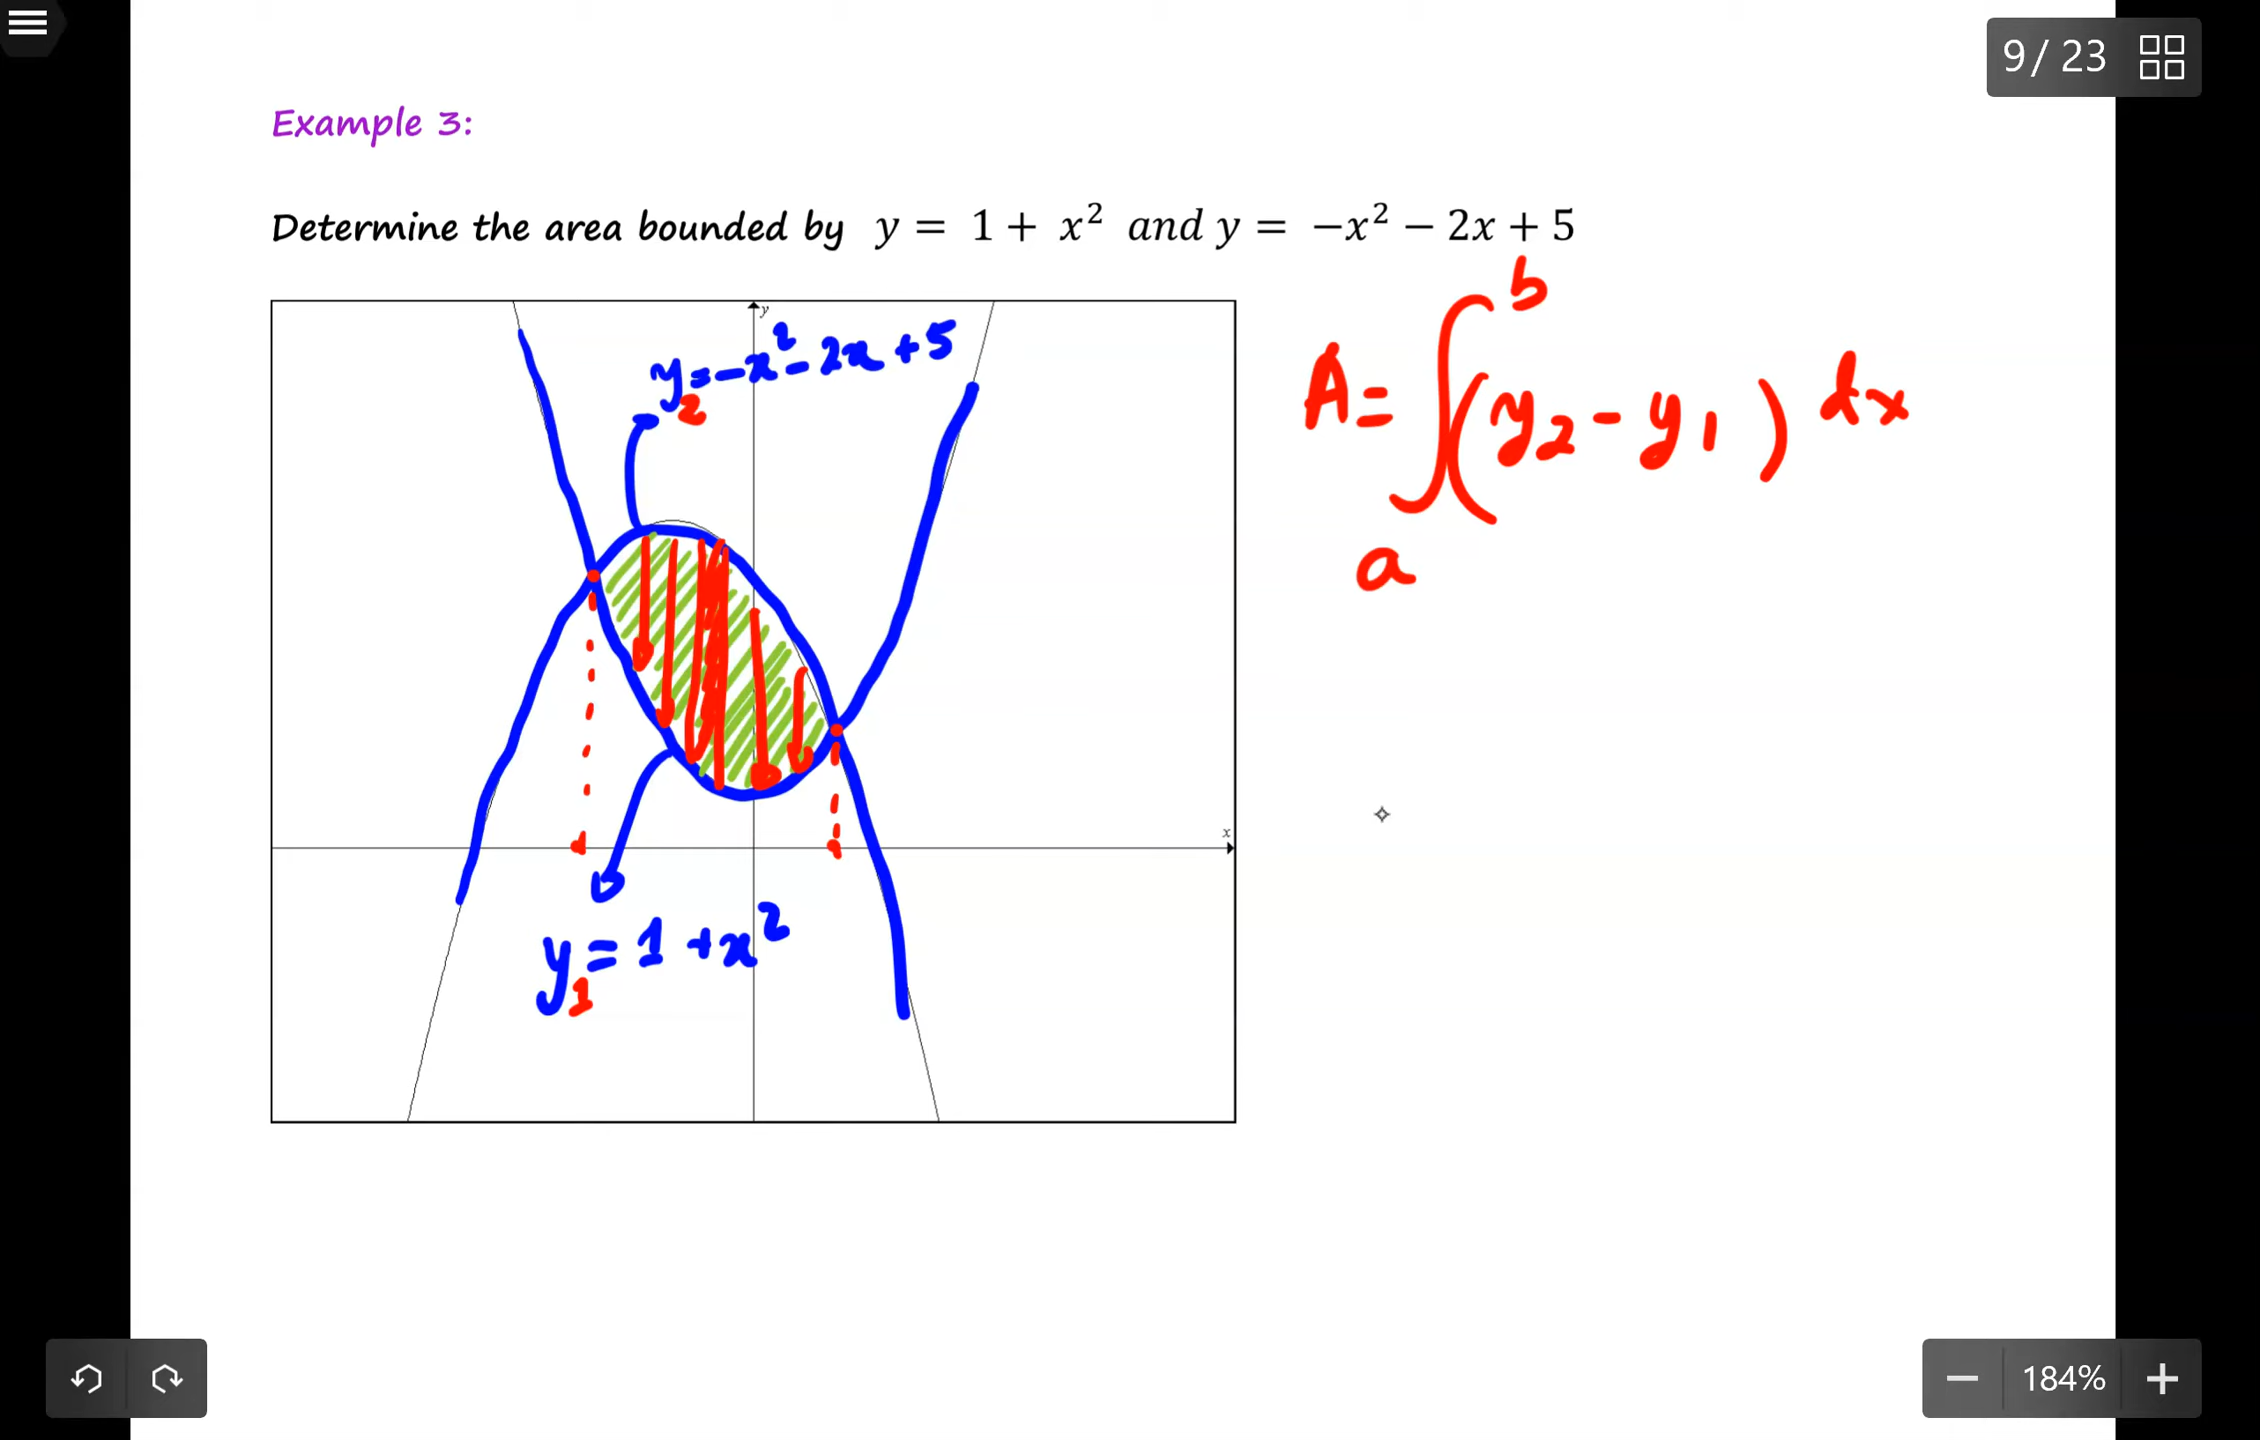 9 / 23
Example 3:
Determine the area bounded by y = 1 + x² and y = −x² − 2x + 5
b
A = ∫ (y₂ - y₁) dx
a
y
y₂ = -x² - 2x + 5
x
y₁ = 1 + x²
184%